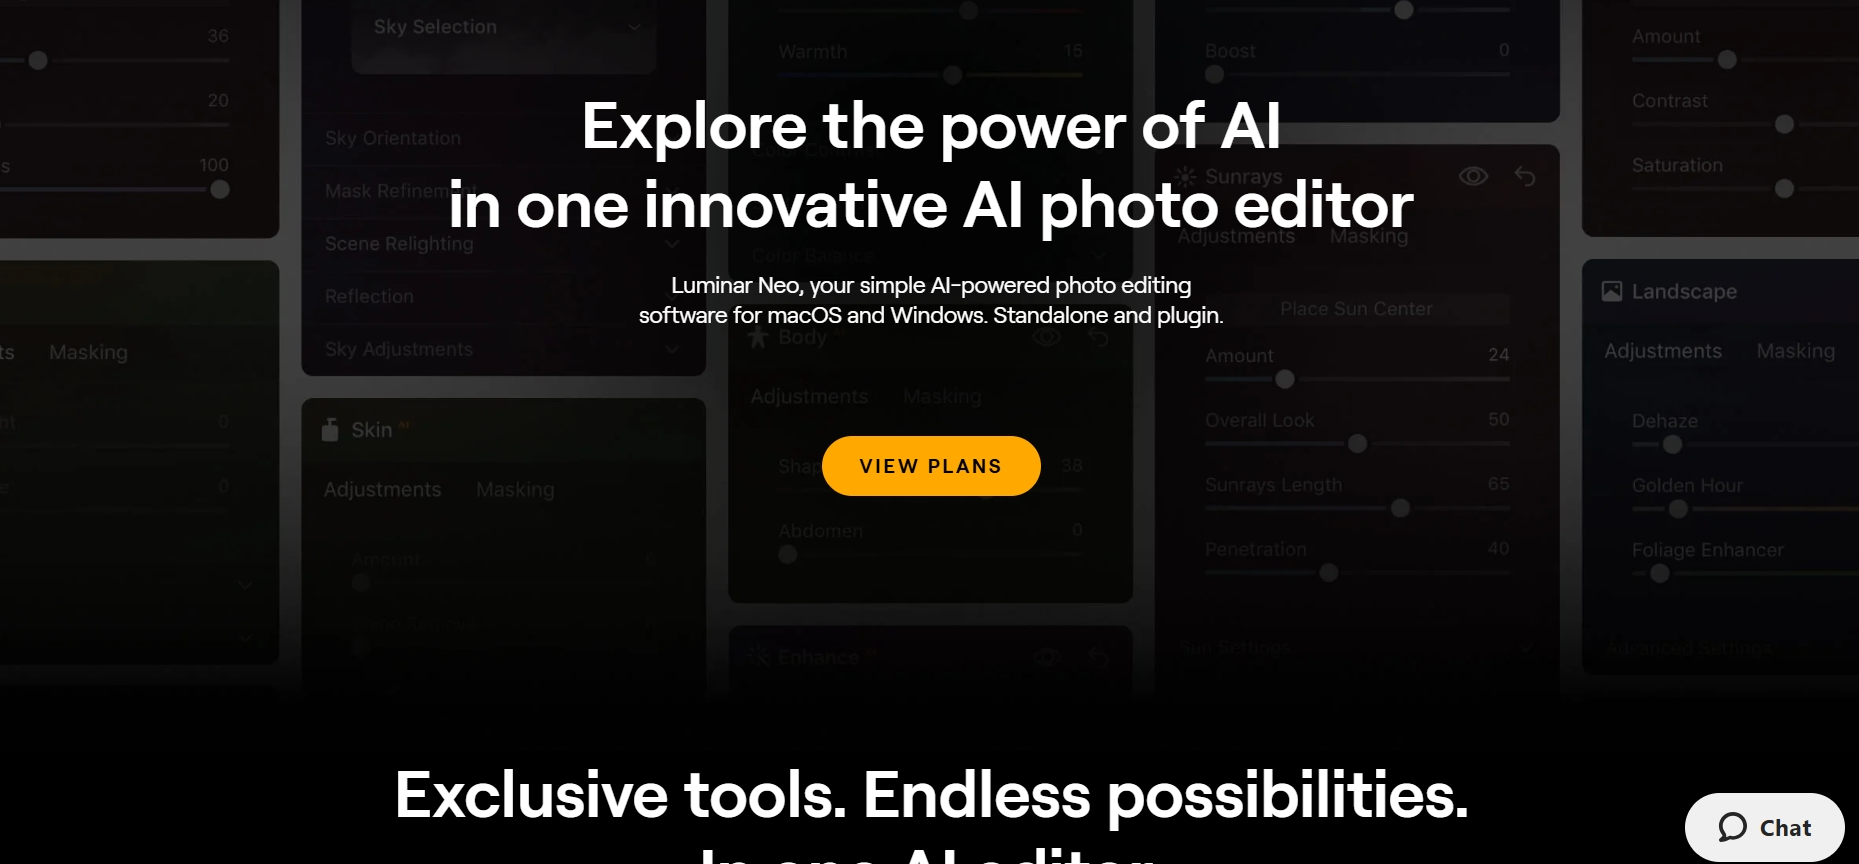 36
20
s
100
ts
Masking
0
0
Sky Selection
Sky Orientation
Mask Refinement
Scene Relighting
Reflection
Sky Adjustments
Skin AI
Adjustments Masking
Amount
Warmth 15
Explore the power of AI
in one innovative AI photo editor
Color Balance
Luminar Neo, your simple AI-powered photo editing
software for macOS and Windows. Standalone and plugin.
Body
Adjustments Masking
38
VIEW PLANS
Abdomen 0
Enhance
Boost 0
Sunrays
Adjustments Masking
Place Sun Center
Amount 24
Overall Look 50
Sunrays Length 65
Penetration 40
Sun Settings
Amount
Contrast
Saturation
Landscape
Adjustments Masking
Dehaze
Golden Hour
Foliage Enhancer
Advanced Settings
Exclusive tools. Endless possibilities.
In one AI editor
Chat